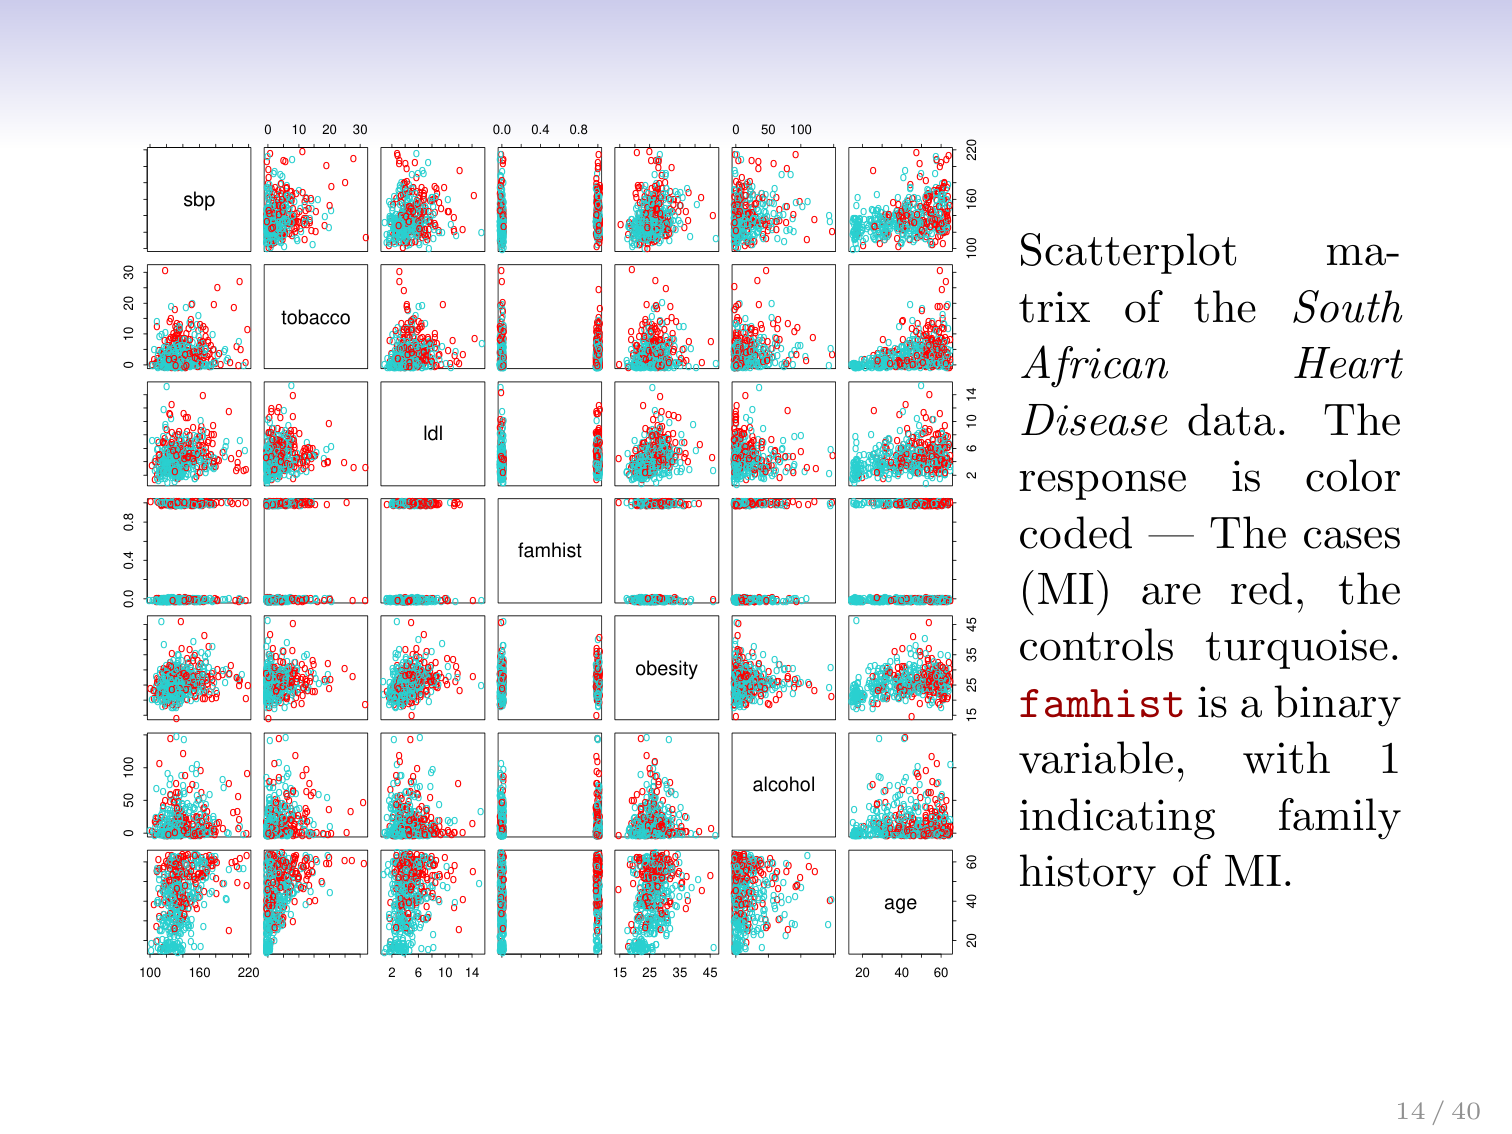 0 10 20 30 0.0 0.4 0.8 0 50 100
sbp
100 160 220
0 10 20 30
tobacco
ldl
2 6 10 14
0.0 0.4 0.8
famhist
obesity
15 25 35 45
0 50 100
alcohol
age
20 40 60
100 160 220 2 6 10 14 15 25 35 45 20 40 60
Scatterplot ma-
trix of the South
African Heart
Disease data. The
response is color
coded — The cases
(MI) are red, the
controls turquoise.
famhist is a binary
variable, with 1
indicating family
history of MI.
14 / 40